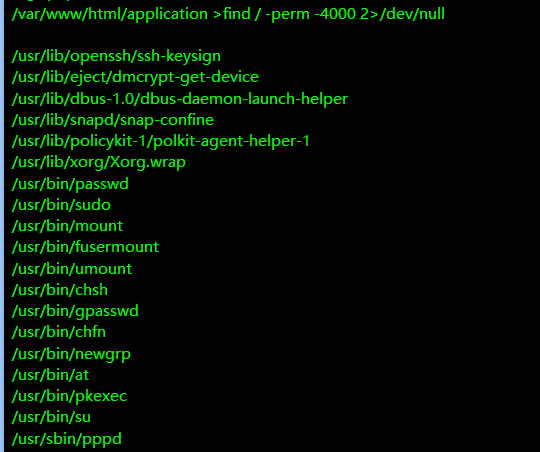 /var/www/html/application >find / -perm -4000 2>/dev/null
/usr/lib/openssh/ssh-keysign
/usr/lib/eject/dmcrypt-get-device
/usr/lib/dbus-1.0/dbus-daemon-launch-helper
/usr/lib/snapd/snap-confine
/usr/lib/policykit-1/polkit-agent-helper-1
/usr/lib/xorg/Xorg.wrap
/usr/bin/passwd
/usr/bin/sudo
/usr/bin/mount
/usr/bin/fusermount
/usr/bin/umount
/usr/bin/chsh
/usr/bin/gpasswd
/usr/bin/chfn
/usr/bin/newgrp
/usr/bin/at
/usr/bin/pkexec
/usr/bin/su
/usr/sbin/pppd